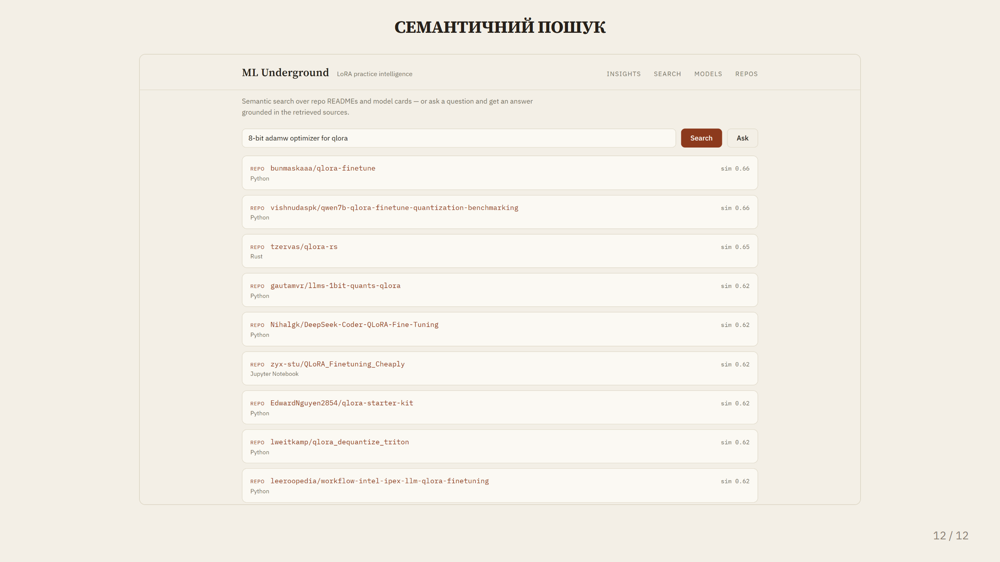 СЕМАНТИЧНИЙ ПОШУК
ML Underground LoRA practice intelligence INSIGHTS SEARCH MODELS REPOS
Semantic search over repo READMEs and model cards — or ask a question and get an answer
grounded in the retrieved sources.
8-bit adamw optimizer for qlora Search Ask
REPO bunmaskaaa/qlora-finetune sim 0.66
Python
REPO vishnudaspk/qwen7b-qlora-finetune-quantization-benchmarking sim 0.66
Python
REPO tzervas/qlora-rs sim 0.65
Rust
REPO gautamvr/llms-1bit-quants-qlora sim 0.62
Python
REPO Nihalgk/DeepSeek-Coder-QLoRA-Fine-Tuning sim 0.62
Python
REPO zyx-stu/QLoRA_Finetuning_Cheaply sim 0.62
Jupyter Notebook
REPO EdwardNguyen2854/qlora-starter-kit sim 0.62
Python
REPO lweitkamp/qlora_dequantize_triton sim 0.62
Python
REPO leeroopedia/workflow-intel-ipex-llm-qlora-finetuning sim 0.62
Python
12 / 12